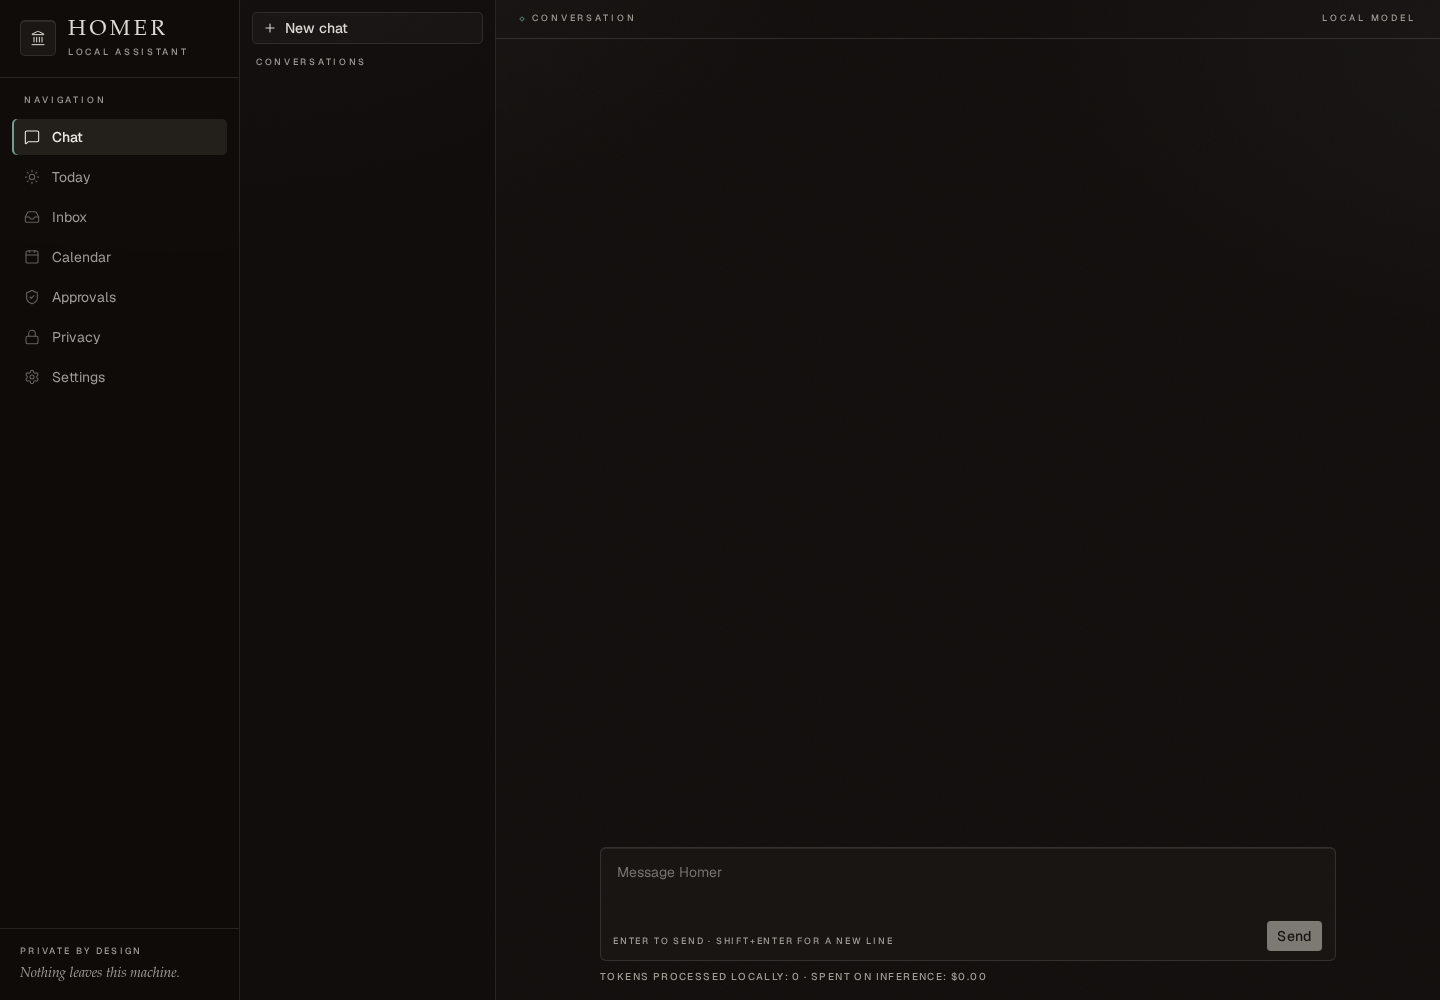 HOMER
LOCAL ASSISTANT
NAVIGATION
Chat
Today
Inbox
Calendar
Approvals
Privacy
Settings
PRIVATE BY DESIGN
Nothing leaves this machine.
New chat
CONVERSATIONS
CONVERSATION
LOCAL MODEL
Message Homer
ENTER TO SEND · SHIFT+ENTER FOR A NEW LINE
Send
TOKENS PROCESSED LOCALLY: 0 · SPENT ON INFERENCE: $0.00